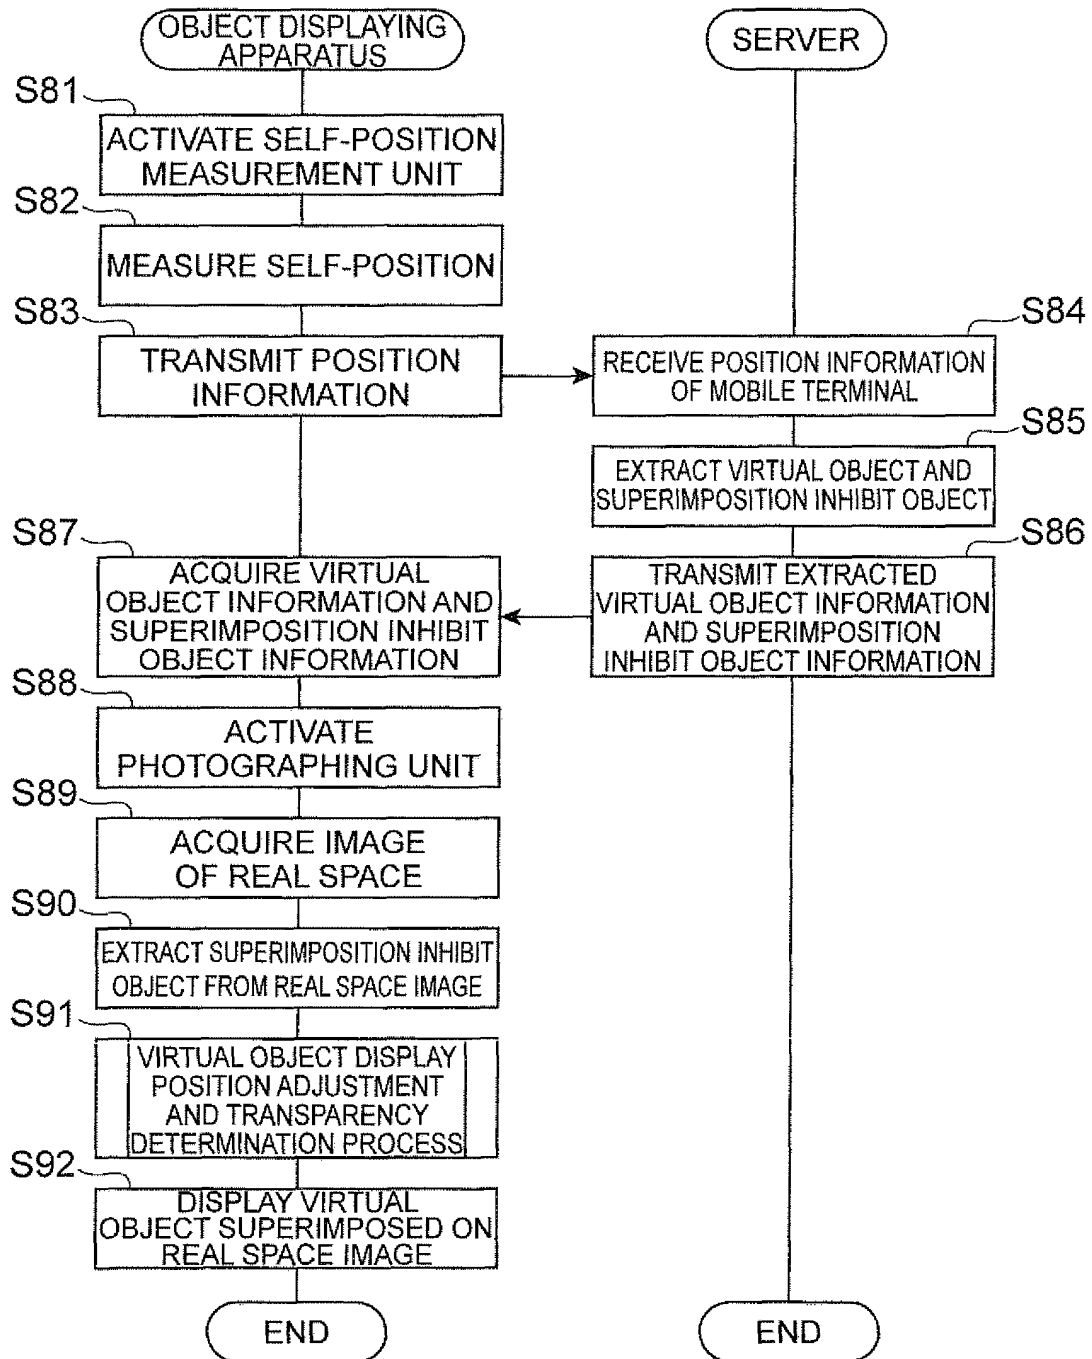 OBJECT DISPLAYING
APPARATUS
SERVER
S81
ACTIVATE SELF-POSITION
MEASUREMENT UNIT
S82
MEASURE SELF-POSITION
S83
TRANSMIT POSITION
INFORMATION
S84
RECEIVE POSITION INFORMATION
OF MOBILE TERMINAL
S85
EXTRACT VIRTUAL OBJECT AND
SUPERIMPOSITION INHIBIT OBJECT
S86
TRANSMIT EXTRACTED
VIRTUAL OBJECT INFORMATION
AND SUPERIMPOSITION
INHIBIT OBJECT INFORMATION
S87
ACQUIRE VIRTUAL
OBJECT INFORMATION AND
SUPERIMPOSITION INHIBIT
OBJECT INFORMATION
S88
ACTIVATE
PHOTOGRAPHING UNIT
S89
ACQUIRE IMAGE
OF REAL SPACE
S90
EXTRACT SUPERIMPOSITION INHIBIT
OBJECT FROM REAL SPACE IMAGE
S91
VIRTUAL OBJECT DISPLAY
POSITION ADJUSTMENT
AND TRANSPARENCY
DETERMINATION PROCESS
S92
DISPLAY VIRTUAL
OBJECT SUPERIMPOSED ON
REAL SPACE IMAGE
END
END